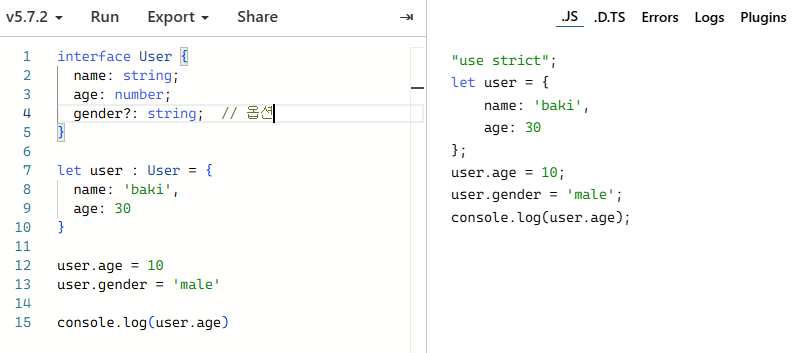 v5.7.2 Run Export Share
1 interface User {
2 name: string;
3 age: number;
4 gender?: string; // 옵션
5 }
6
7 let user : User = {
8 name: 'baki',
9 age: 30
10 }
11
12 user.age = 10
13 user.gender = 'male'
14
15 console.log(user.age)
.JS .D.TS Errors Logs Plugins
"use strict";
let user = {
name: 'baki',
age: 30
};
user.age = 10;
user.gender = 'male';
console.log(user.age);